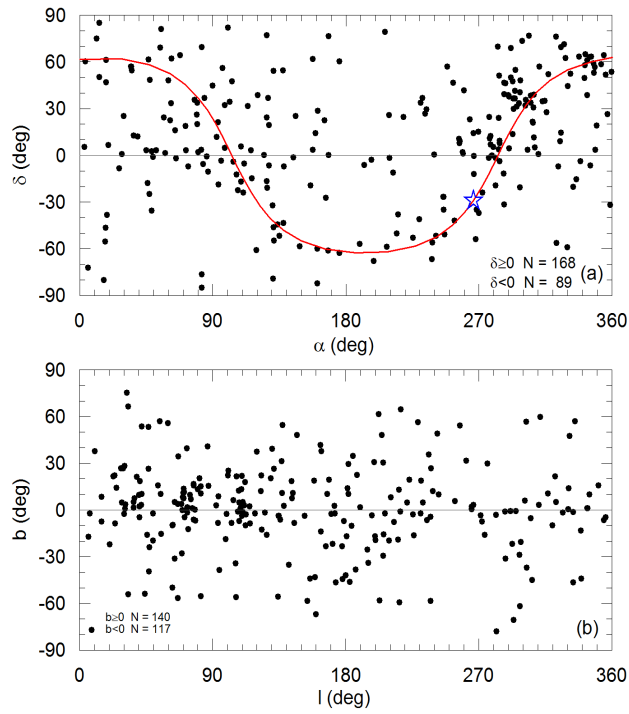 90
60
30
0
-30
-60
-90
δ (deg)
δ≥0 N = 168
δ<0 N = 89
(a)
0 90 180 270 360
α (deg)
90
60
30
0
-30
-60
-90
b (deg)
b≥0 N = 140
b<0 N = 117
(b)
0 90 180 270 360
l (deg)